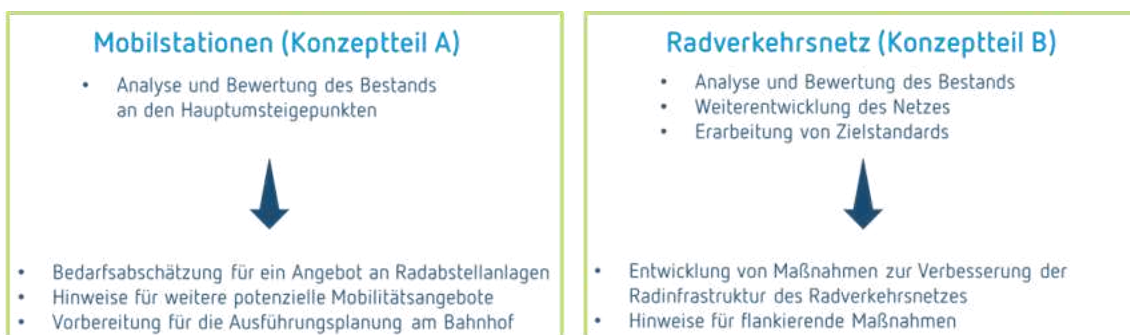 Mobilstationen (Konzeptteil A)
• Analyse und Bewertung des Bestands
an den Hauptumsteigepunkten
• Bedarfsabschätzung für ein Angebot an Radabstellanlagen
• Hinweise für weitere potenzielle Mobilitätsangebote
• Vorbereitung für die Ausführungsplanung am Bahnhof
Radverkehrsnetz (Konzeptteil B)
• Analyse und Bewertung des Bestands
• Weiterentwicklung des Netzes
• Erarbeitung von Zielstandards
• Entwicklung von Maßnahmen zur Verbesserung der
Radinfrastruktur des Radverkehrsnetzes
• Hinweise für flankierende Maßnahmen